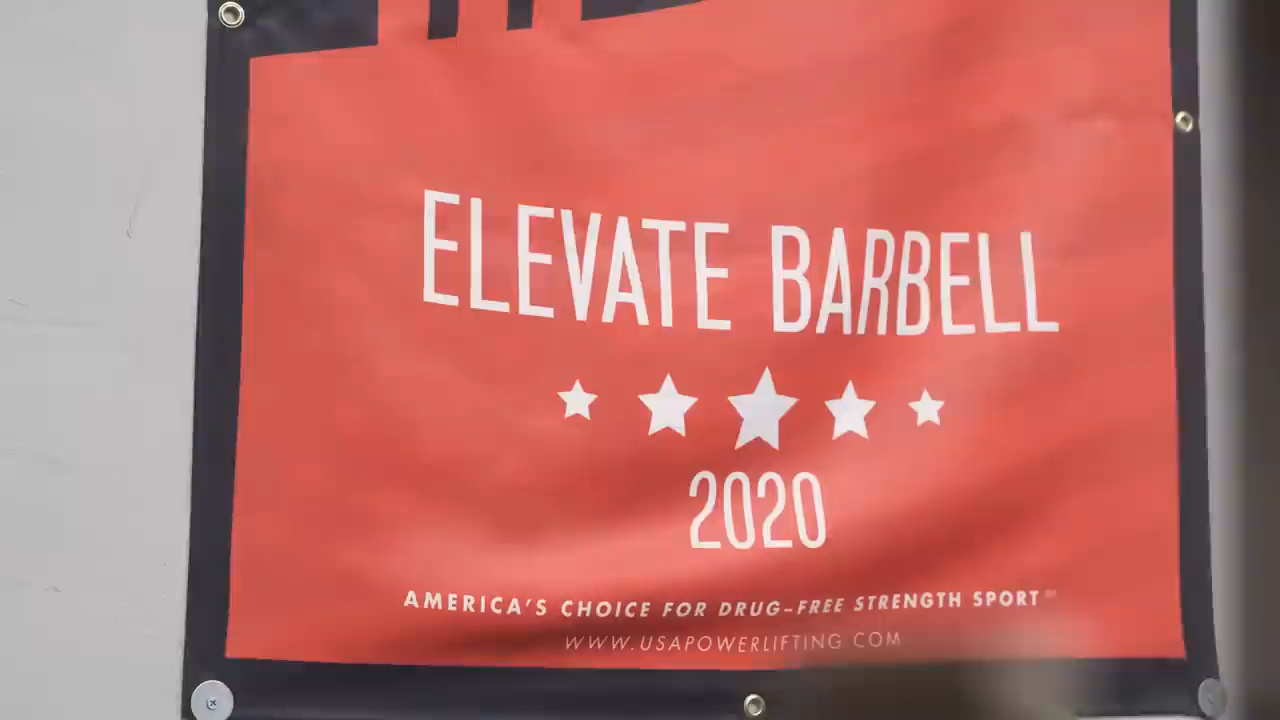 ELEVATE BARBELL
2020
AMERICA'S CHOICE FOR DRUG-FREE STRENGTH SPORT
WWW.USAPOWERLIFTING.COM